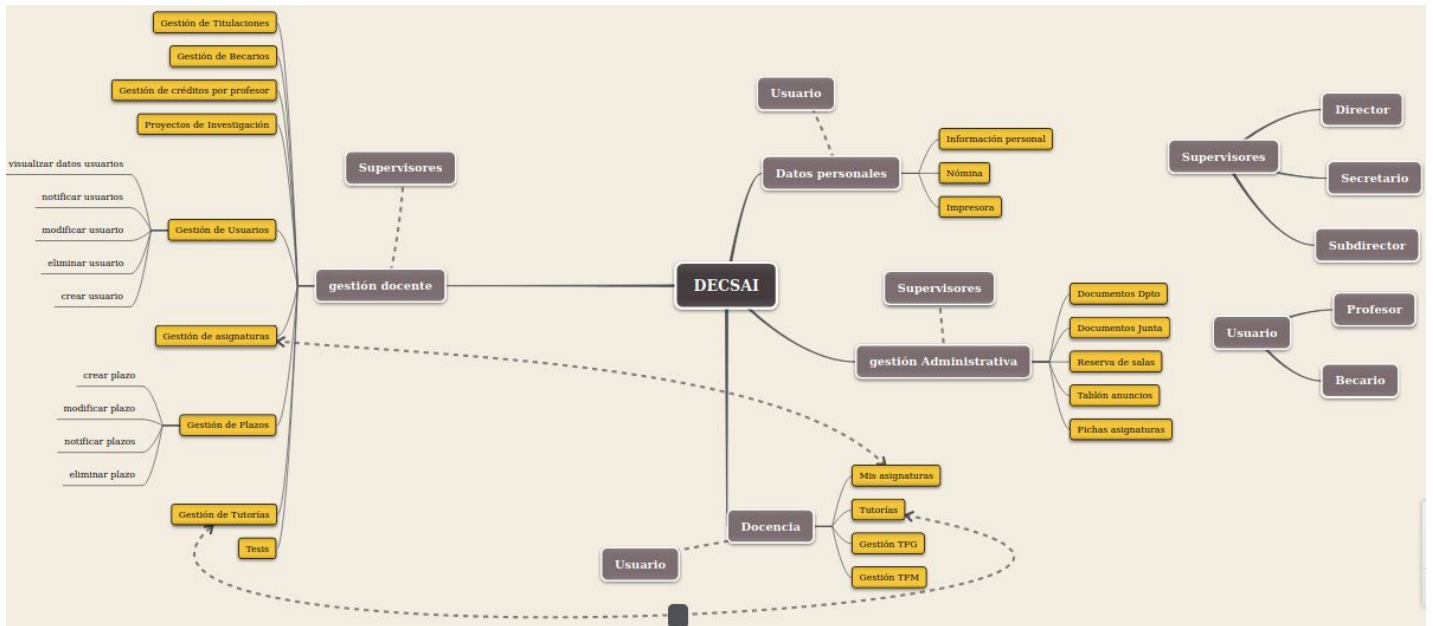 Gestión de Titulaciones
Gestión de Becarios
Gestión de créditos por profesor
Proyectos de Investigación
visualizar datos usuarios
notificar usuarios
modificar usuario
eliminar usuario
crear usuario
Gestión de Usuarios
Gestión de asignaturas
crear plazo
modificar plazo
notificar plazos
eliminar plazo
Gestión de Plazos
Gestión de Tutorías
Tesis
Supervisores
gestión docente
DECSAI
Usuario
Datos personales
Información personal
Nómina
Impresora
Supervisores
gestión Administrativa
Documentos Dpto
Documentos Junta
Reserva de salas
Tablón anuncios
Fichas asignaturas
Usuario
Docencia
Mis asignaturas
Tutorías
Gestión TFG
Gestión TFM
Supervisores
Director
Secretario
Subdirector
Usuario
Profesor
Becario